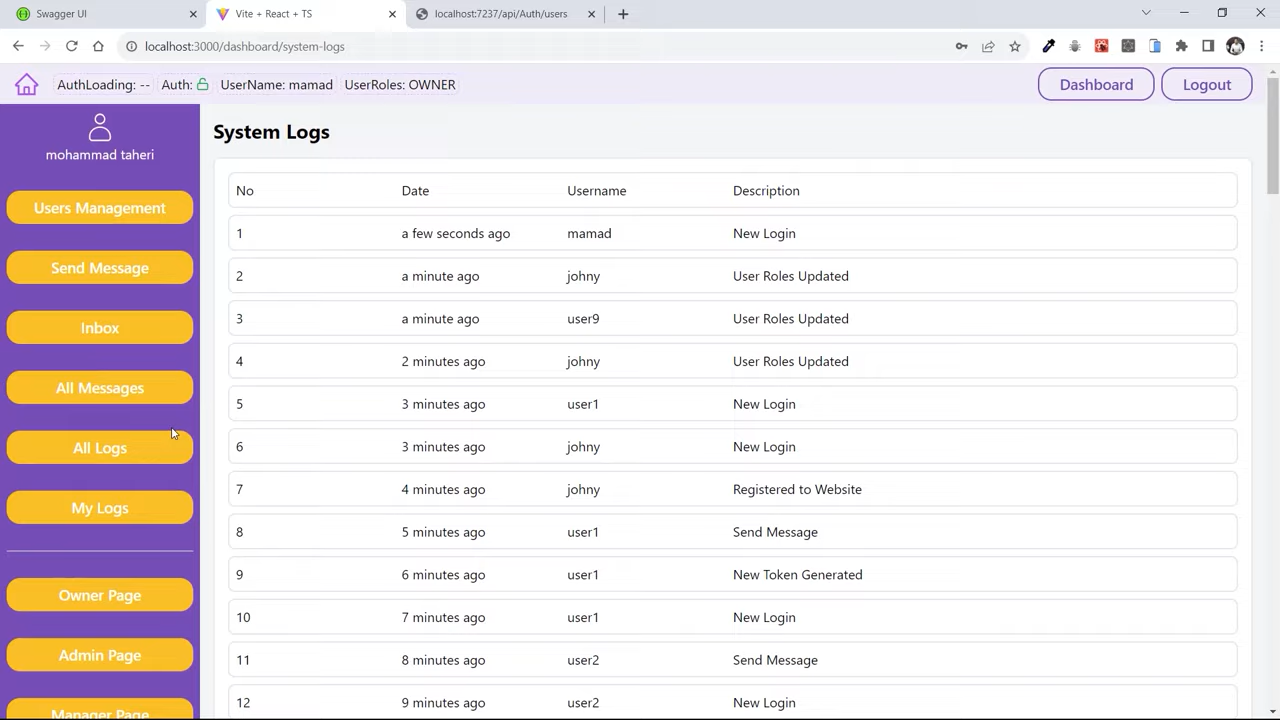 Swagger UI
Vite + React + TS
localhost:7237/api/Auth/users
localhost:3000/dashboard/system-logs
AuthLoading: -- Auth: UserName: mamad UserRoles: OWNER
Dashboard
Logout
mohammad taheri
Users Management
Send Message
Inbox
All Messages
All Logs
My Logs
Owner Page
Admin Page
Manager Page
System Logs
No Date Username Description
1 a few seconds ago mamad New Login
2 a minute ago johny User Roles Updated
3 a minute ago user9 User Roles Updated
4 2 minutes ago johny User Roles Updated
5 3 minutes ago user1 New Login
6 3 minutes ago johny New Login
7 4 minutes ago johny Registered to Website
8 5 minutes ago user1 Send Message
9 6 minutes ago user1 New Token Generated
10 7 minutes ago user1 New Login
11 8 minutes ago user2 Send Message
12 9 minutes ago user2 New Login